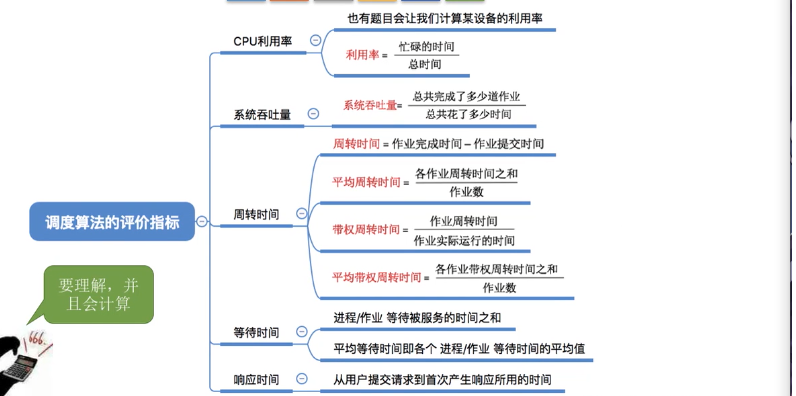 调度算法的评价指标
要理解，并
且会计算
666
CPU利用率
也有题目会让我们计算某设备的利用率
利用率 = 忙碌的时间
总时间
系统吞吐量
系统吞吐量= 总共完成了多少道作业
总共花了多少时间
周转时间
周转时间 = 作业完成时间 – 作业提交时间
平均周转时间 = 各作业周转时间之和
作业数
带权周转时间 = 作业周转时间
作业实际运行的时间
平均带权周转时间 = 各作业带权周转时间之和
作业数
等待时间
进程/作业 等待被服务的时间之和
平均等待时间即各个 进程/作业 等待时间的平均值
响应时间
从用户提交请求到首次产生响应所用的时间